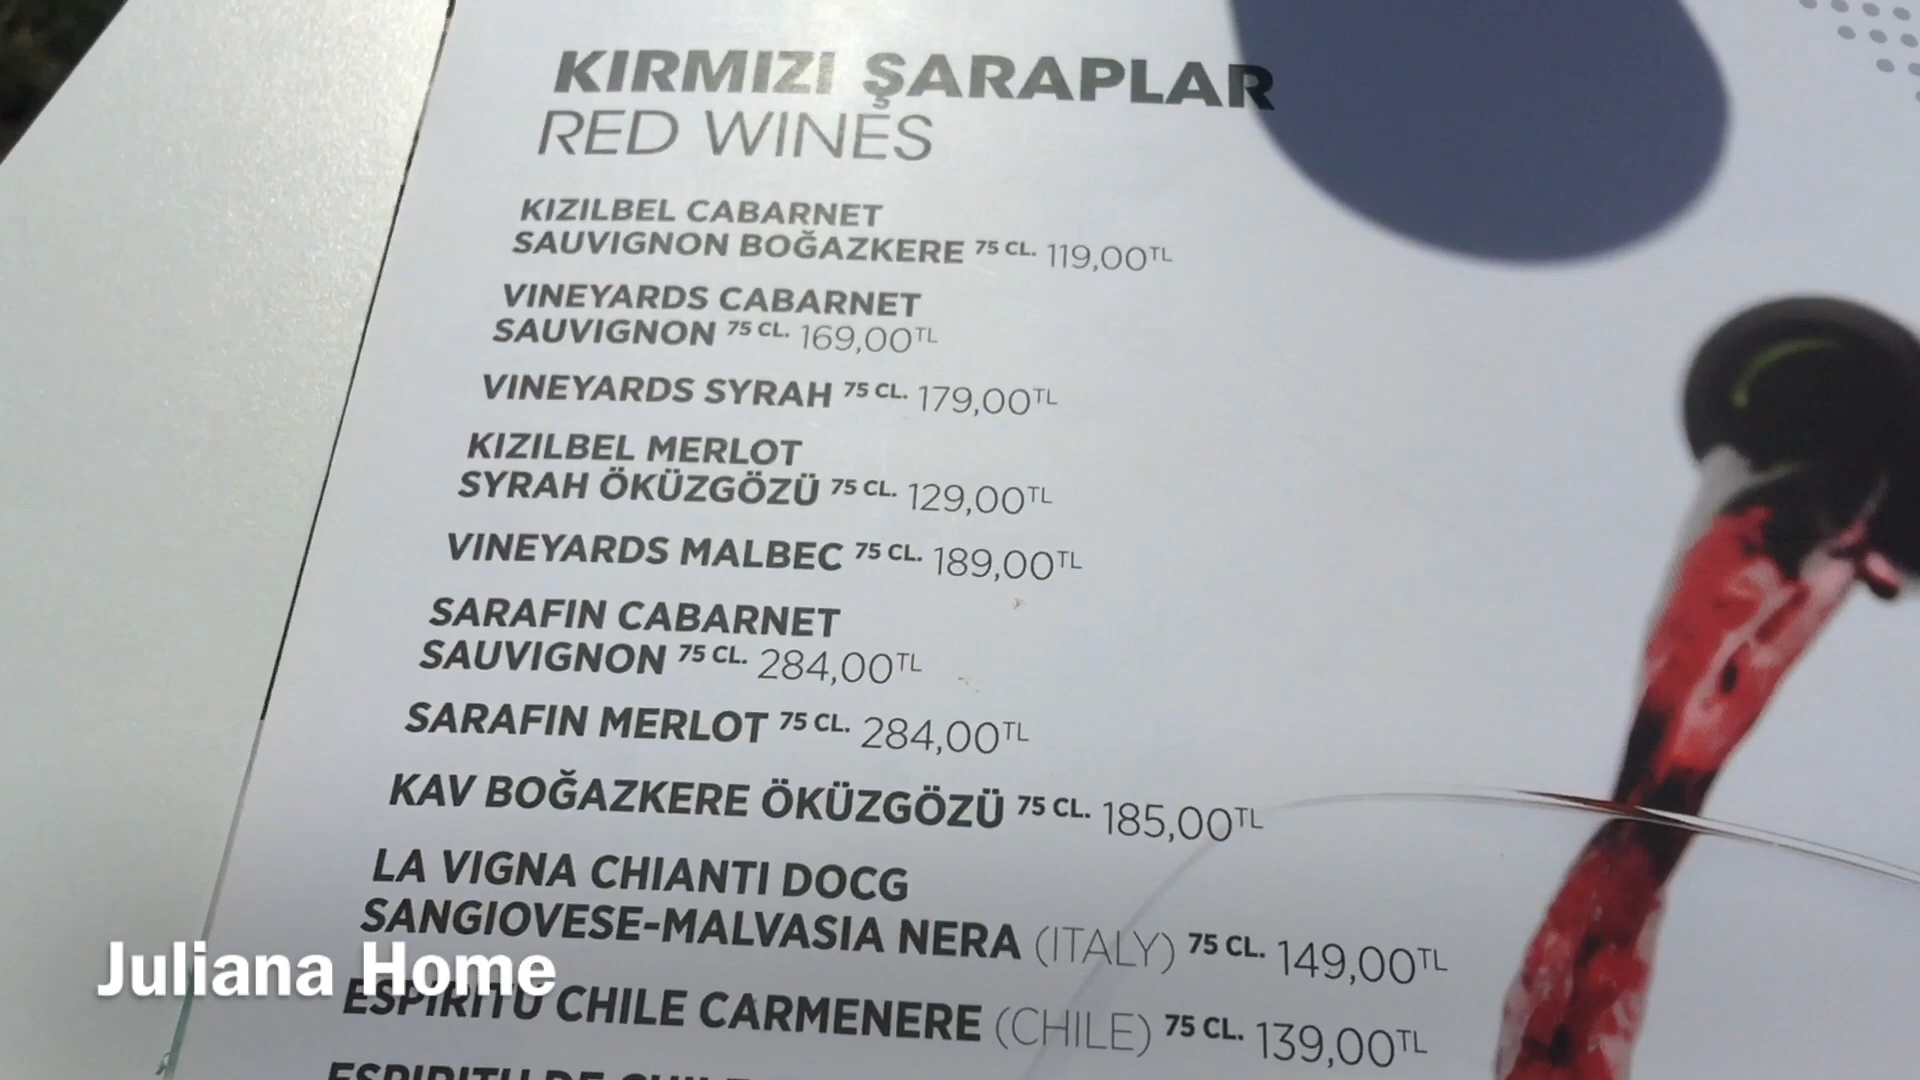 KIRMIZI ŞARAPLAR
RED WINES
KIZILBEL CABARNET
SAUVIGNON BOĞAZKERE 75 CL. 119,00TL
VINEYARDS CABARNET
SAUVIGNON 75 CL. 169,00TL
VINEYARDS SYRAH 75 CL. 179,00TL
KIZILBEL MERLOT
SYRAH ÖKÜZGÖZÜ 75 CL. 129,00TL
VINEYARDS MALBEC 75 CL. 189,00TL
SARAFIN CABARNET
SAUVIGNON 75 CL. 284,00TL
SARAFIN MERLOT 75 CL. 284,00TL
KAV BOĞAZKERE ÖKÜZGÖZÜ 75 CL. 185,00TL
LA VIGNA CHIANTI DOCG
SANGIOVESE-MALVASIA NERA (ITALY) 75 CL. 149,00TL
Juliana Home
ESPIRITU CHILE CARMENERE (CHILE) 75 CL. 139,00TL